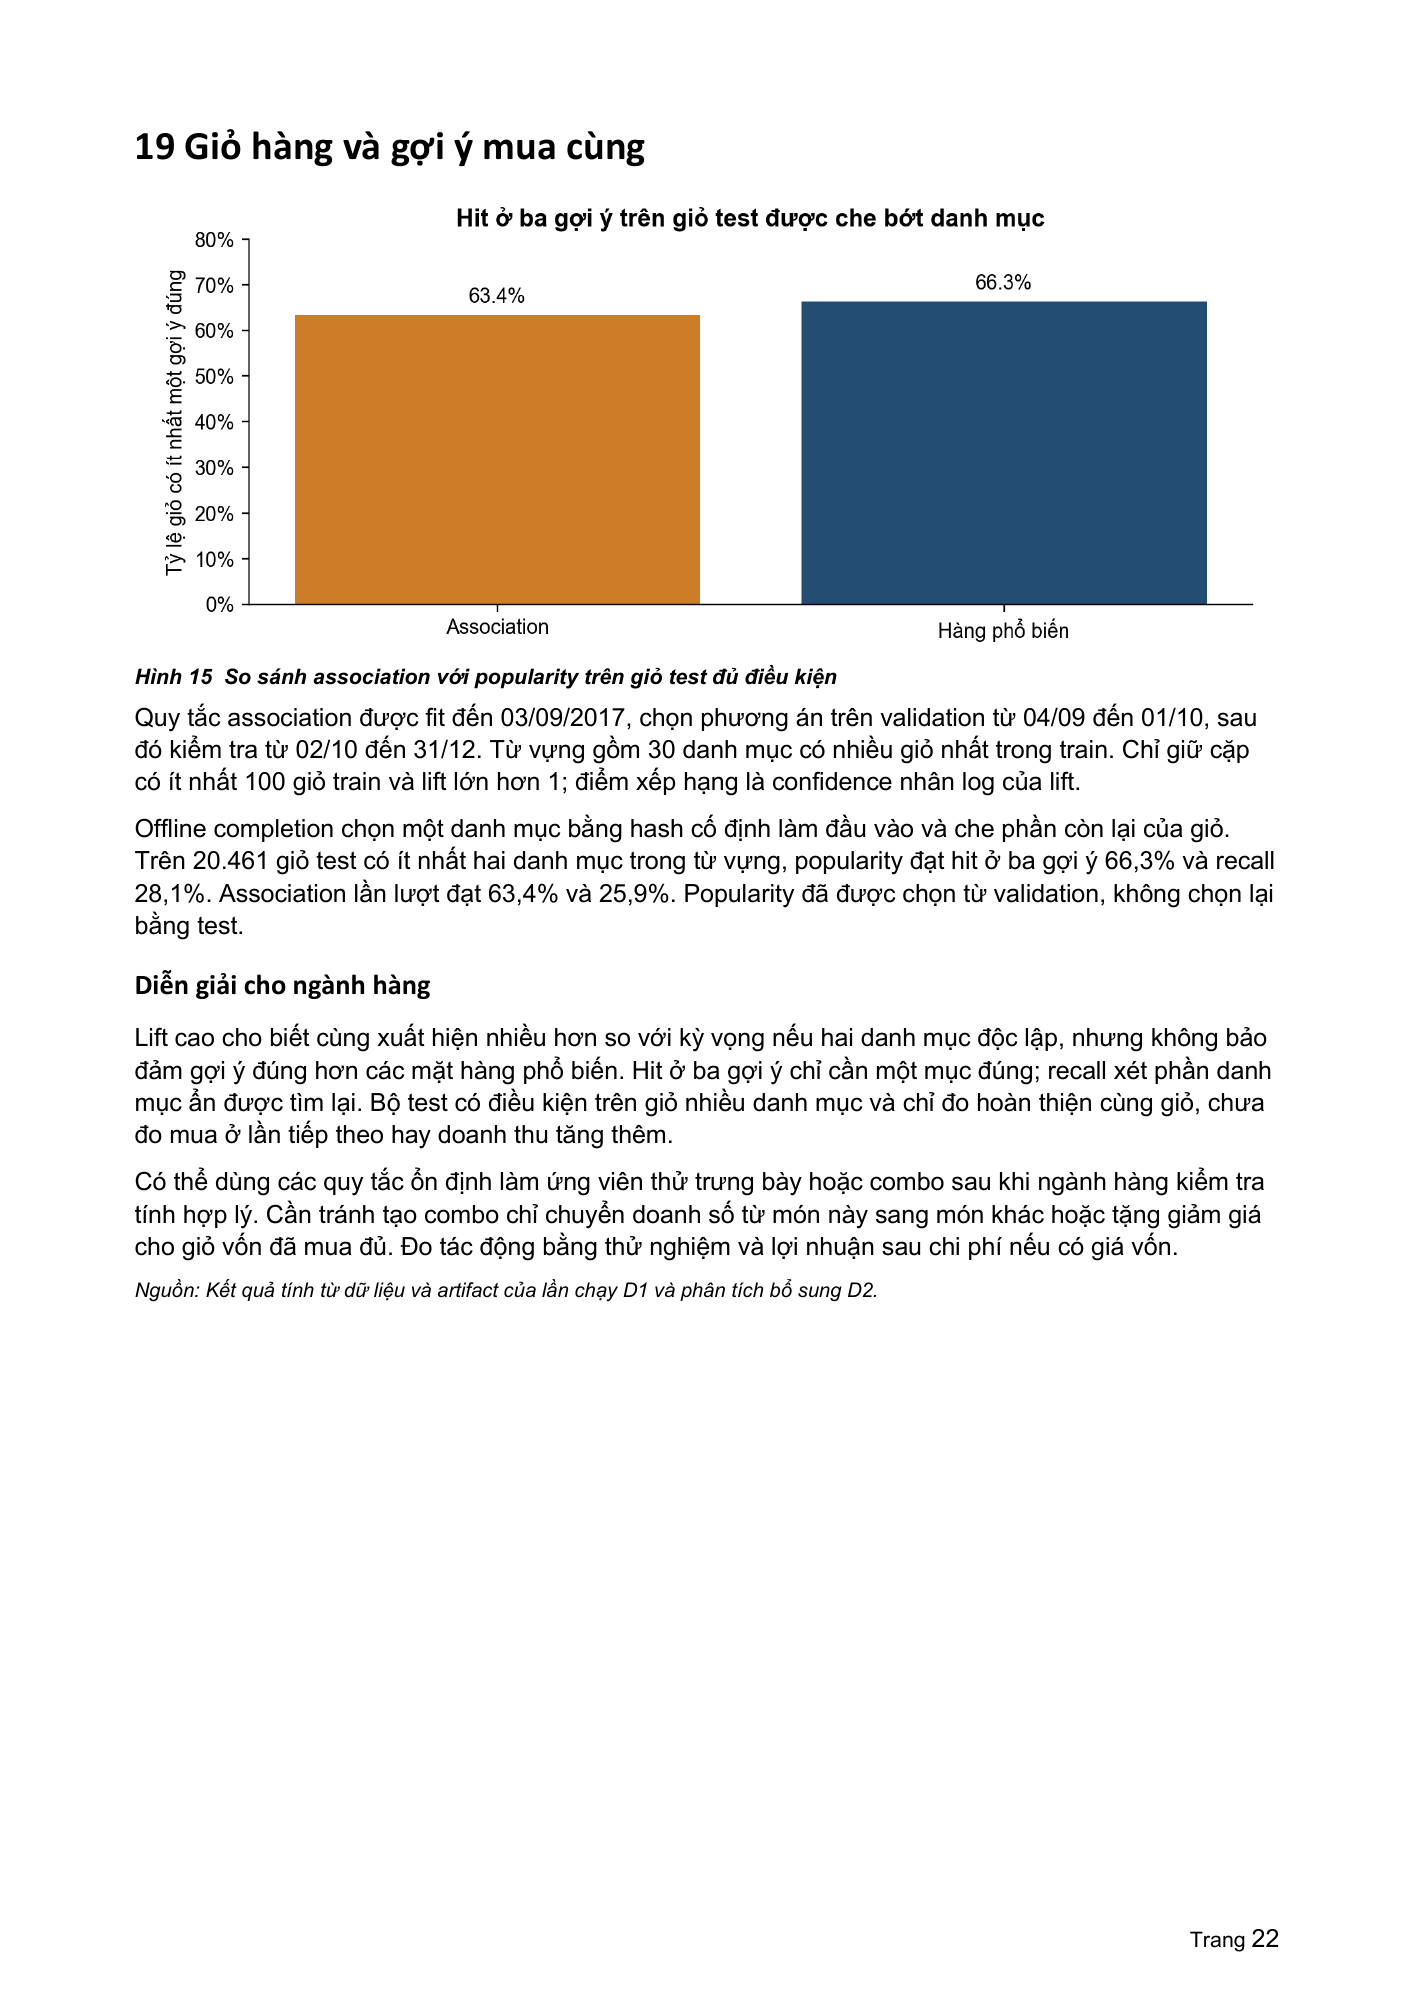 19 Giỏ hàng và gợi ý mua cùng
Hit ở ba gợi ý trên giỏ test được che bớt danh mục
Tỷ lệ giỏ có ít nhất một gợi ý đúng
80%
70%
60%
50%
40%
30%
20%
10%
0%
63.4%
66.3%
Association
Hàng phổ biến
Hình 15 So sánh association với popularity trên giỏ test đủ điều kiện
Quy tắc association được fit đến 03/09/2017, chọn phương án trên validation từ 04/09 đến 01/10, sau
đó kiểm tra từ 02/10 đến 31/12. Từ vựng gồm 30 danh mục có nhiều giỏ nhất trong train. Chỉ giữ cặp
có ít nhất 100 giỏ train và lift lớn hơn 1; điểm xếp hạng là confidence nhân log của lift.
Offline completion chọn một danh mục bằng hash cố định làm đầu vào và che phần còn lại của giỏ.
Trên 20.461 giỏ test có ít nhất hai danh mục trong từ vựng, popularity đạt hit ở ba gợi ý 66,3% và recall
28,1%. Association lần lượt đạt 63,4% và 25,9%. Popularity đã được chọn từ validation, không chọn lại
bằng test.
Diễn giải cho ngành hàng
Lift cao cho biết cùng xuất hiện nhiều hơn so với kỳ vọng nếu hai danh mục độc lập, nhưng không bảo
đảm gợi ý đúng hơn các mặt hàng phổ biến. Hit ở ba gợi ý chỉ cần một mục đúng; recall xét phần danh
mục ẩn được tìm lại. Bộ test có điều kiện trên giỏ nhiều danh mục và chỉ đo hoàn thiện cùng giỏ, chưa
đo mua ở lần tiếp theo hay doanh thu tăng thêm.
Có thể dùng các quy tắc ổn định làm ứng viên thử trưng bày hoặc combo sau khi ngành hàng kiểm tra
tính hợp lý. Cần tránh tạo combo chỉ chuyển doanh số từ món này sang món khác hoặc tặng giảm giá
cho giỏ vốn đã mua đủ. Đo tác động bằng thử nghiệm và lợi nhuận sau chi phí nếu có giá vốn.
Nguồn: Kết quả tính từ dữ liệu và artifact của lần chạy D1 và phân tích bổ sung D2.
Trang 22